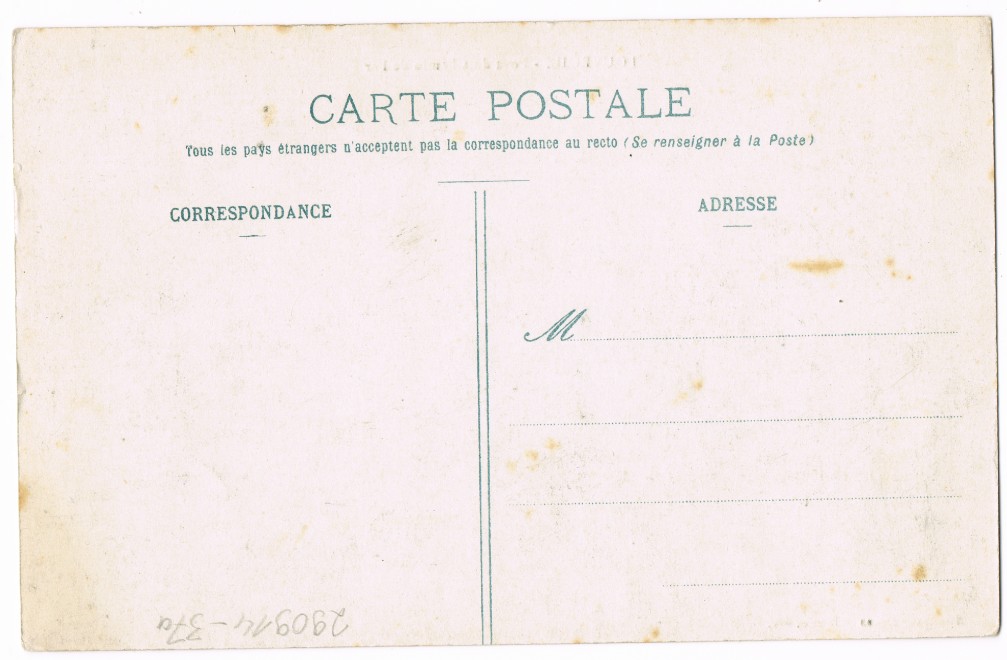 CARTE POSTALE
Tous les pays étrangers n'acceptent pas la correspondance au recto (Se renseigner à la Poste)
CORRESPONDANCE
ADRESSE
M
290914-37a